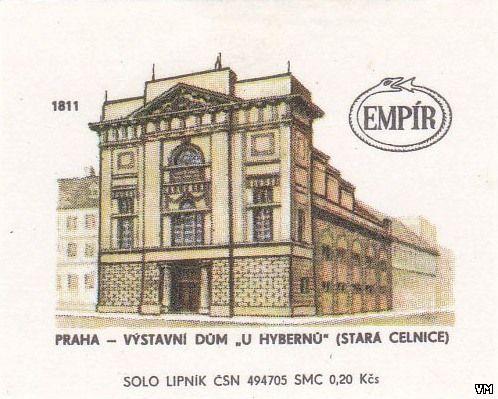 1811
EMPÍR
PRAHA – VÝSTAVNÍ DŮM „U HYBERNŮ" (STARÁ CELNICE)
SOLO LIPNÍK ČSN 494705 SMC 0,20 Kčs
VM